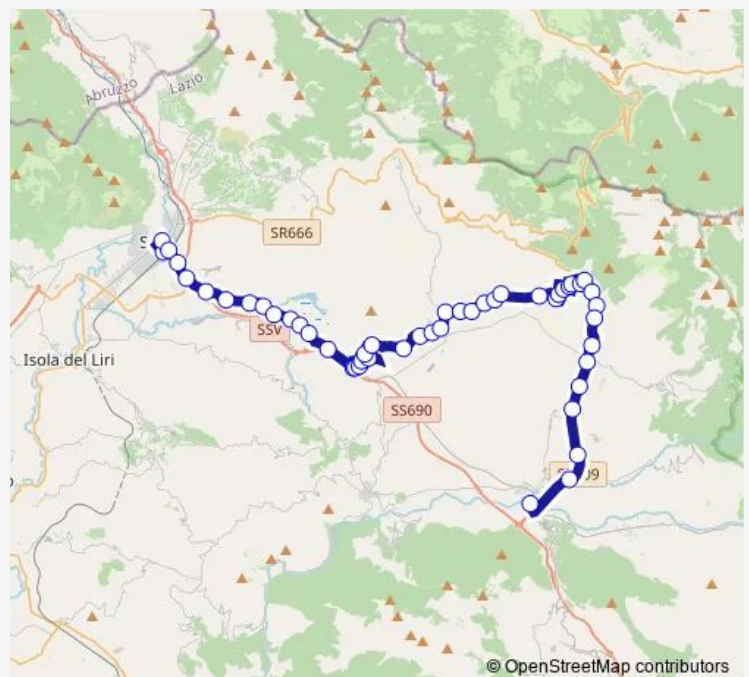 Abruzzo
Lazio
SR666
S
SSV
Isola del Liri
SS690
© OpenStreetMap contributors